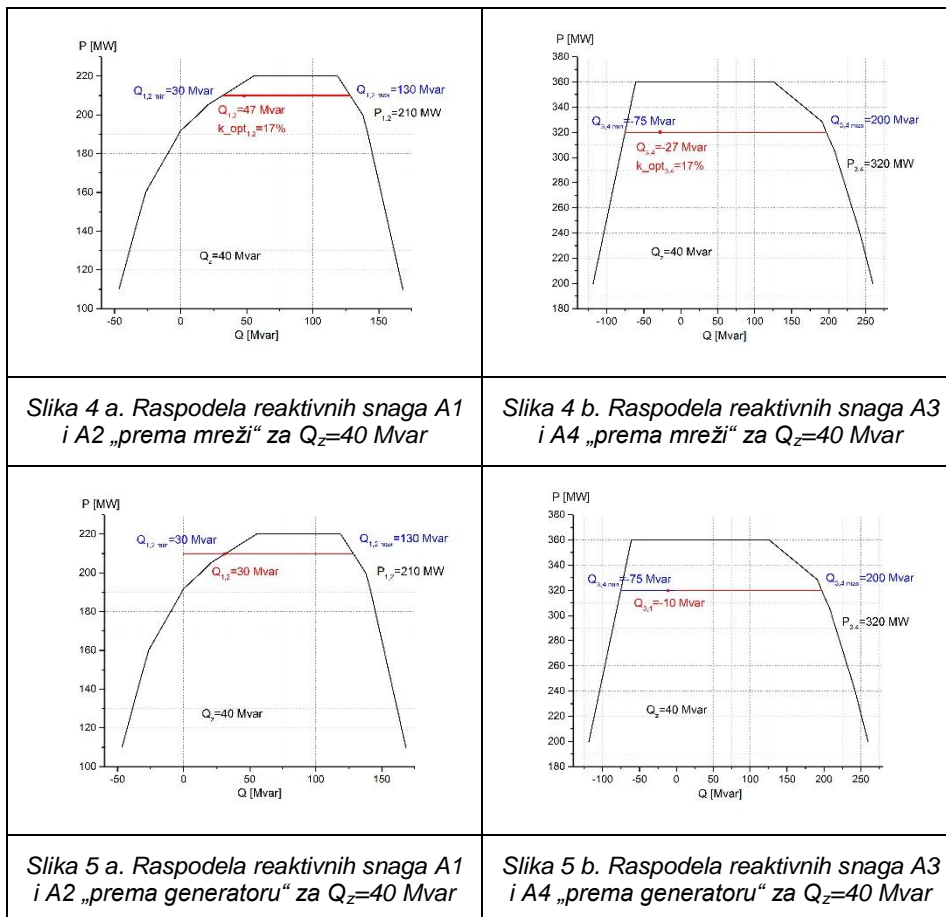 P [MW]
220
200
180
160
140
120
100
Q1,2 min=30 Mvar
Q1,2 max=130 Mvar
Q1,2=47 Mvar
k_opt1,2=17%
P1,2=210 MW
Qz=40 Mvar
-50 0 50 100 150
Q [Mvar]
P [MW]
380
360
340
320
300
280
260
240
220
200
180
Q3,4 min=-75 Mvar
Q3,4 max=200 Mvar
Q3,4=-27 Mvar
k_opt3,4=17%
P3,4=320 MW
Qz=40 Mvar
-100 -50 0 50 100 150 200 250
Q [Mvar]
Slika 4 a. Raspodela reaktivnih snaga A1
i A2 „prema mreži“ za Qz=40 Mvar
Slika 4 b. Raspodela reaktivnih snaga A3
i A4 „prema mreži“ za Qz=40 Mvar
P [MW]
220
200
180
160
140
120
100
Q1,2 min=30 Mvar
Q1,2 max=130 Mvar
Q1,2=30 Mvar
P1,2=210 MW
Qz=40 Mvar
-50 0 50 100 150
Q [Mvar]
P [MW]
380
360
340
320
300
280
260
240
220
200
180
Q3,4 min=-75 Mvar
Q3,4 max=200 Mvar
Q3,4=-10 Mvar
P3,4=320 MW
Qz=40 Mvar
-100 -50 0 50 100 150 200 250
Q [Mvar]
Slika 5 a. Raspodela reaktivnih snaga A1
i A2 „prema generatoru“ za Qz=40 Mvar
Slika 5 b. Raspodela reaktivnih snaga A3
i A4 „prema generatoru“ za Qz=40 Mvar